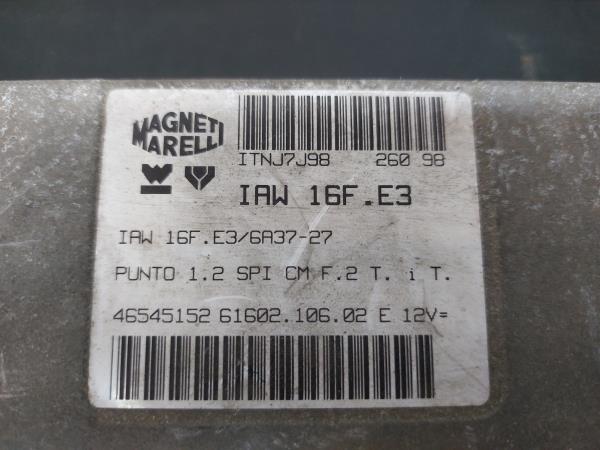 MAGNETI
MARELLI
ITNJ7J98 260 98
IAW 16F.E3
IAW 16F.E3/6A37-27
PUNTO 1.2 SPI CM F.2 T. i T.
46545152 61602.106.02 E 12V=